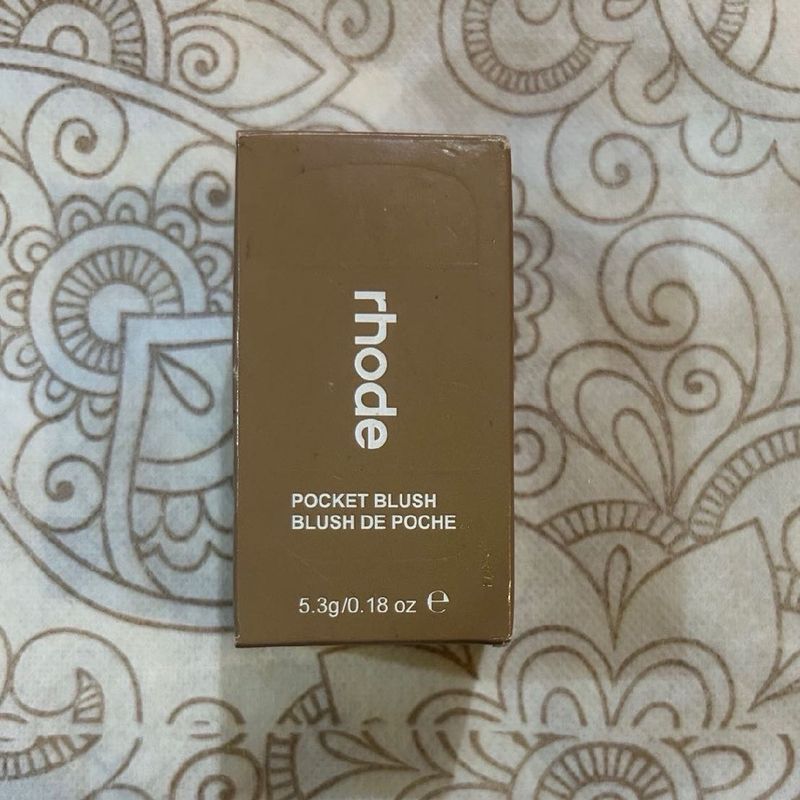 rhode
POCKET BLUSH
BLUSH DE POCHE
5.3g/0.18 oz ℮